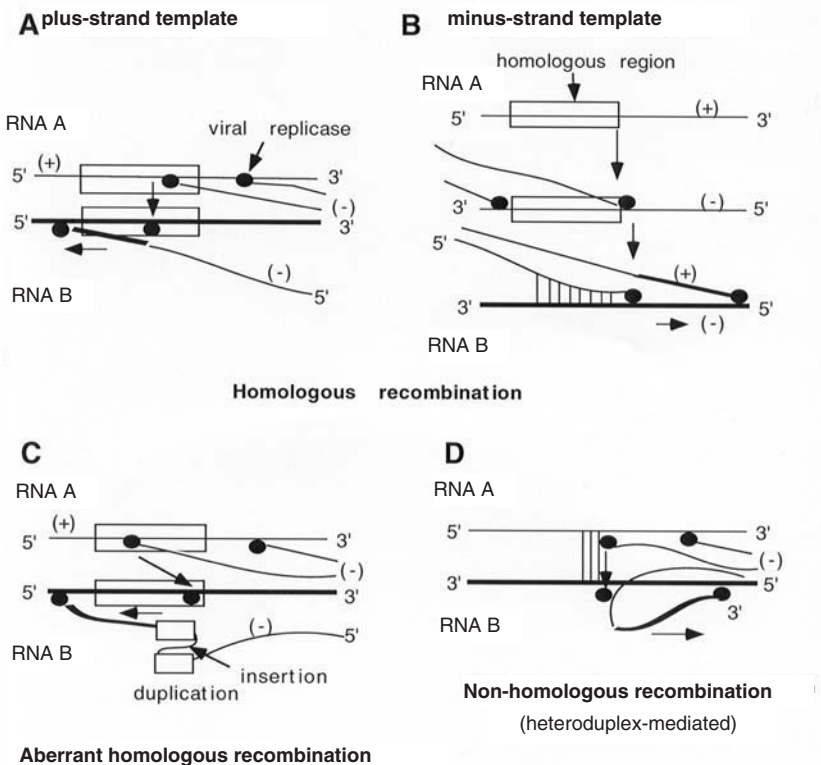 A plus-strand template
RNA A
viral replicase
5' (+) 3'
(-)
5' 3'
(-)
RNA B
5'
B minus-strand template
homologous region
RNA A
5' (+) 3'
3' (-) 5'
5'
(+)
3' 5'
(-)
RNA B
Homologous recombination
C
RNA A
(+)
5' 3'
(-)
5' 3'
(-) 5'
RNA B
insertion
duplication
Aberrant homologous recombination
D
RNA A
5' 3'
(-)
3' 5'
3'
RNA B
Non-homologous recombination
(heteroduplex-mediated)